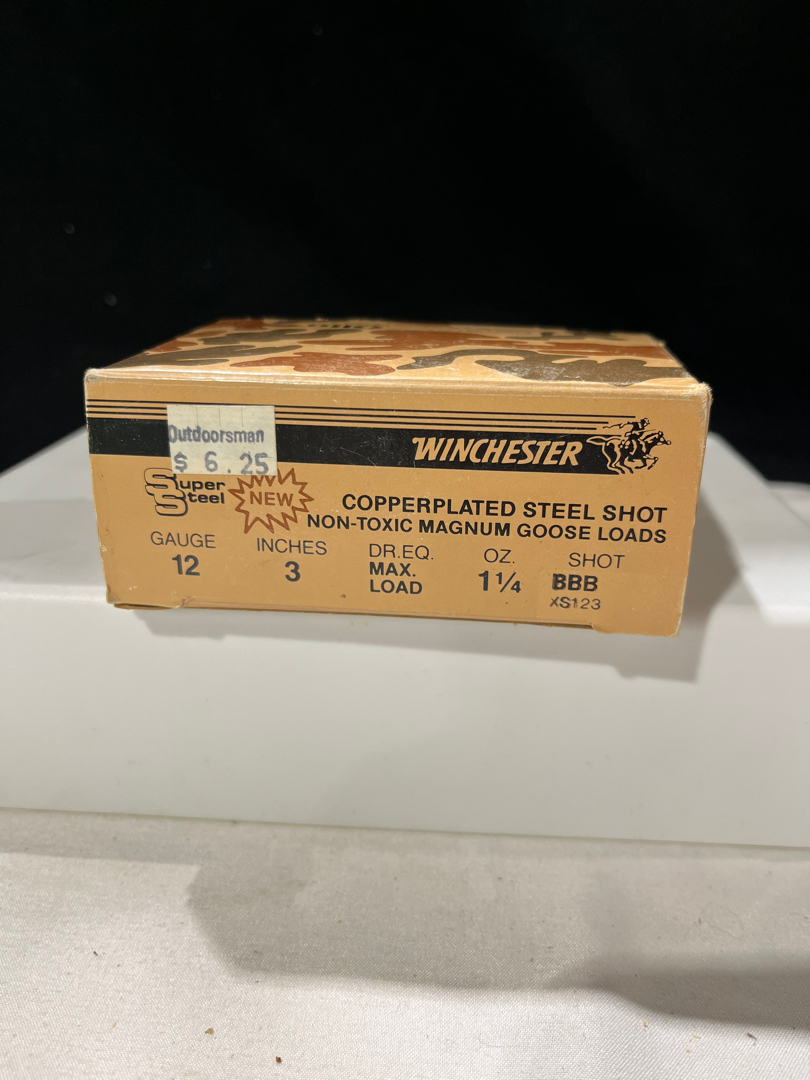 Outdoorsman
$ 6.25
WINCHESTER
Super
Steel
NEW
COPPERPLATED STEEL SHOT
NON-TOXIC MAGNUM GOOSE LOADS
GAUGE INCHES DR.EQ. OZ. SHOT
12 3 MAX. LOAD 1¼ BBB
XS123